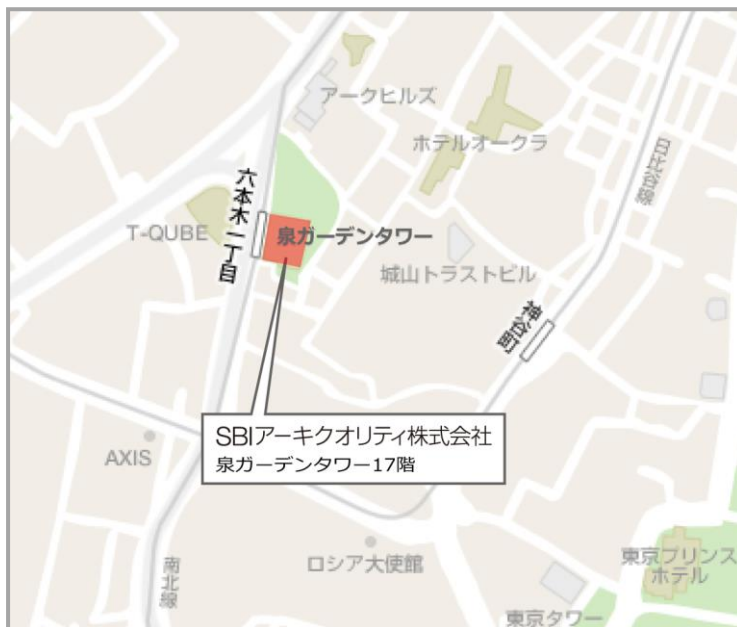 アークヒルズ
ホテルオークラ
日比谷線
六本木一丁目
T-QUBE
泉ガーデンタワー
城山トラストビル
神谷町
SBIアーキクオリティ株式会社
泉ガーデンタワー17階
AXIS
ロシア大使館
南北線
東京プリンス
ホテル
東京タワー